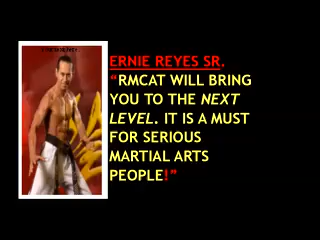 ERNIE REYES SR.
“RMCAT WILL BRING
YOU TO THE NEXT
LEVEL. IT IS A MUST
FOR SERIOUS
MARTIAL ARTS
PEOPLE!”